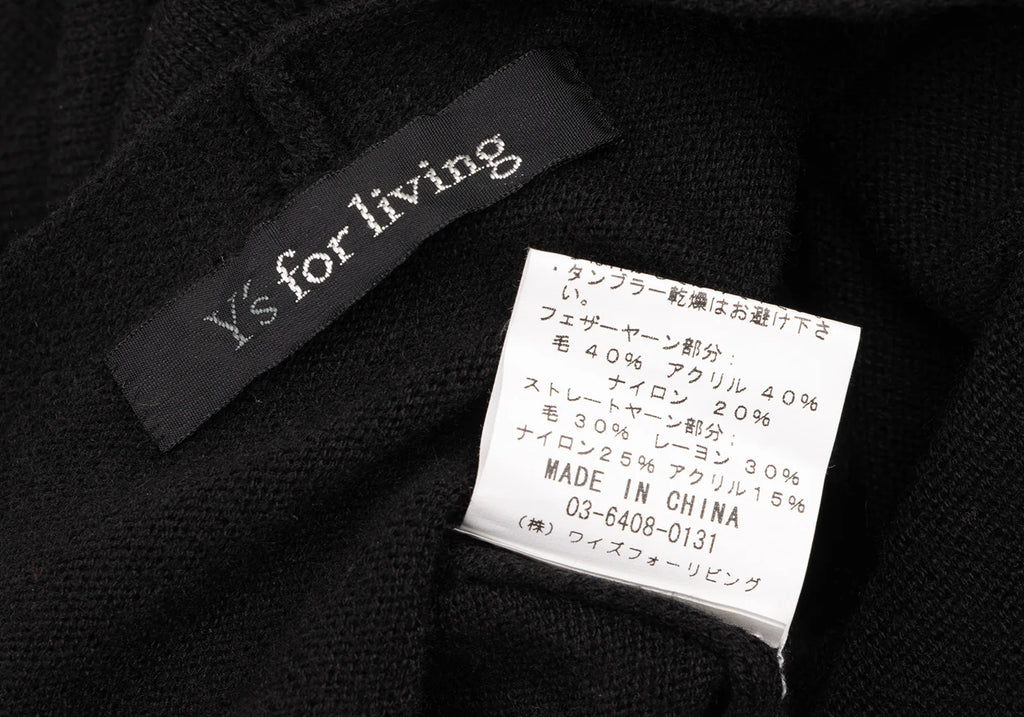 Y's for living
・タンブラー乾燥はお避け下さ
い。
フェザーヤーン部分:
毛 40% アクリル 40%
ナイロン 20%
ストレートヤーン部分:
毛 30% レーヨン 30%
ナイロン25% アクリル15%
MADE IN CHINA
03-6408-0131
(株) ワイズフォーリビング